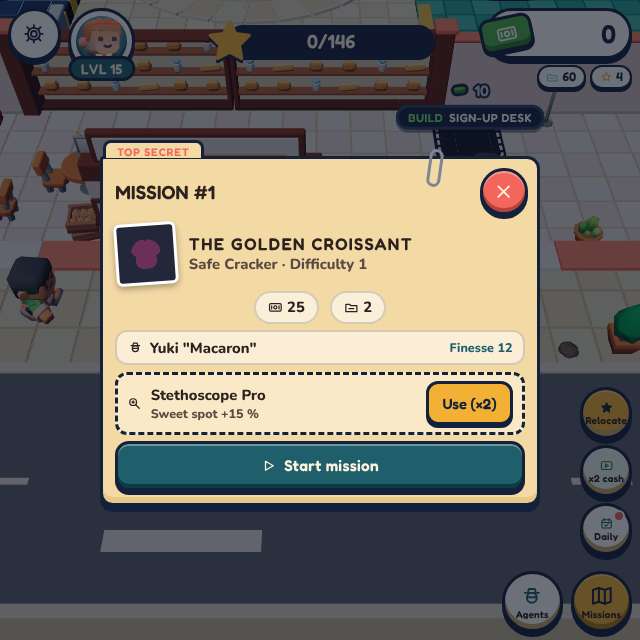 LVL 15
0/146
0
60
4
10
BUILD SIGN-UP DESK
TOP SECRET
MISSION #1
THE GOLDEN CROISSANT
Safe Cracker · Difficulty 1
25
2
Yuki "Macaron"
Finesse 12
Stethoscope Pro
Sweet spot +15 %
Use (x2)
Start mission
Relocate
x2 cash
Daily
Agents
Missions